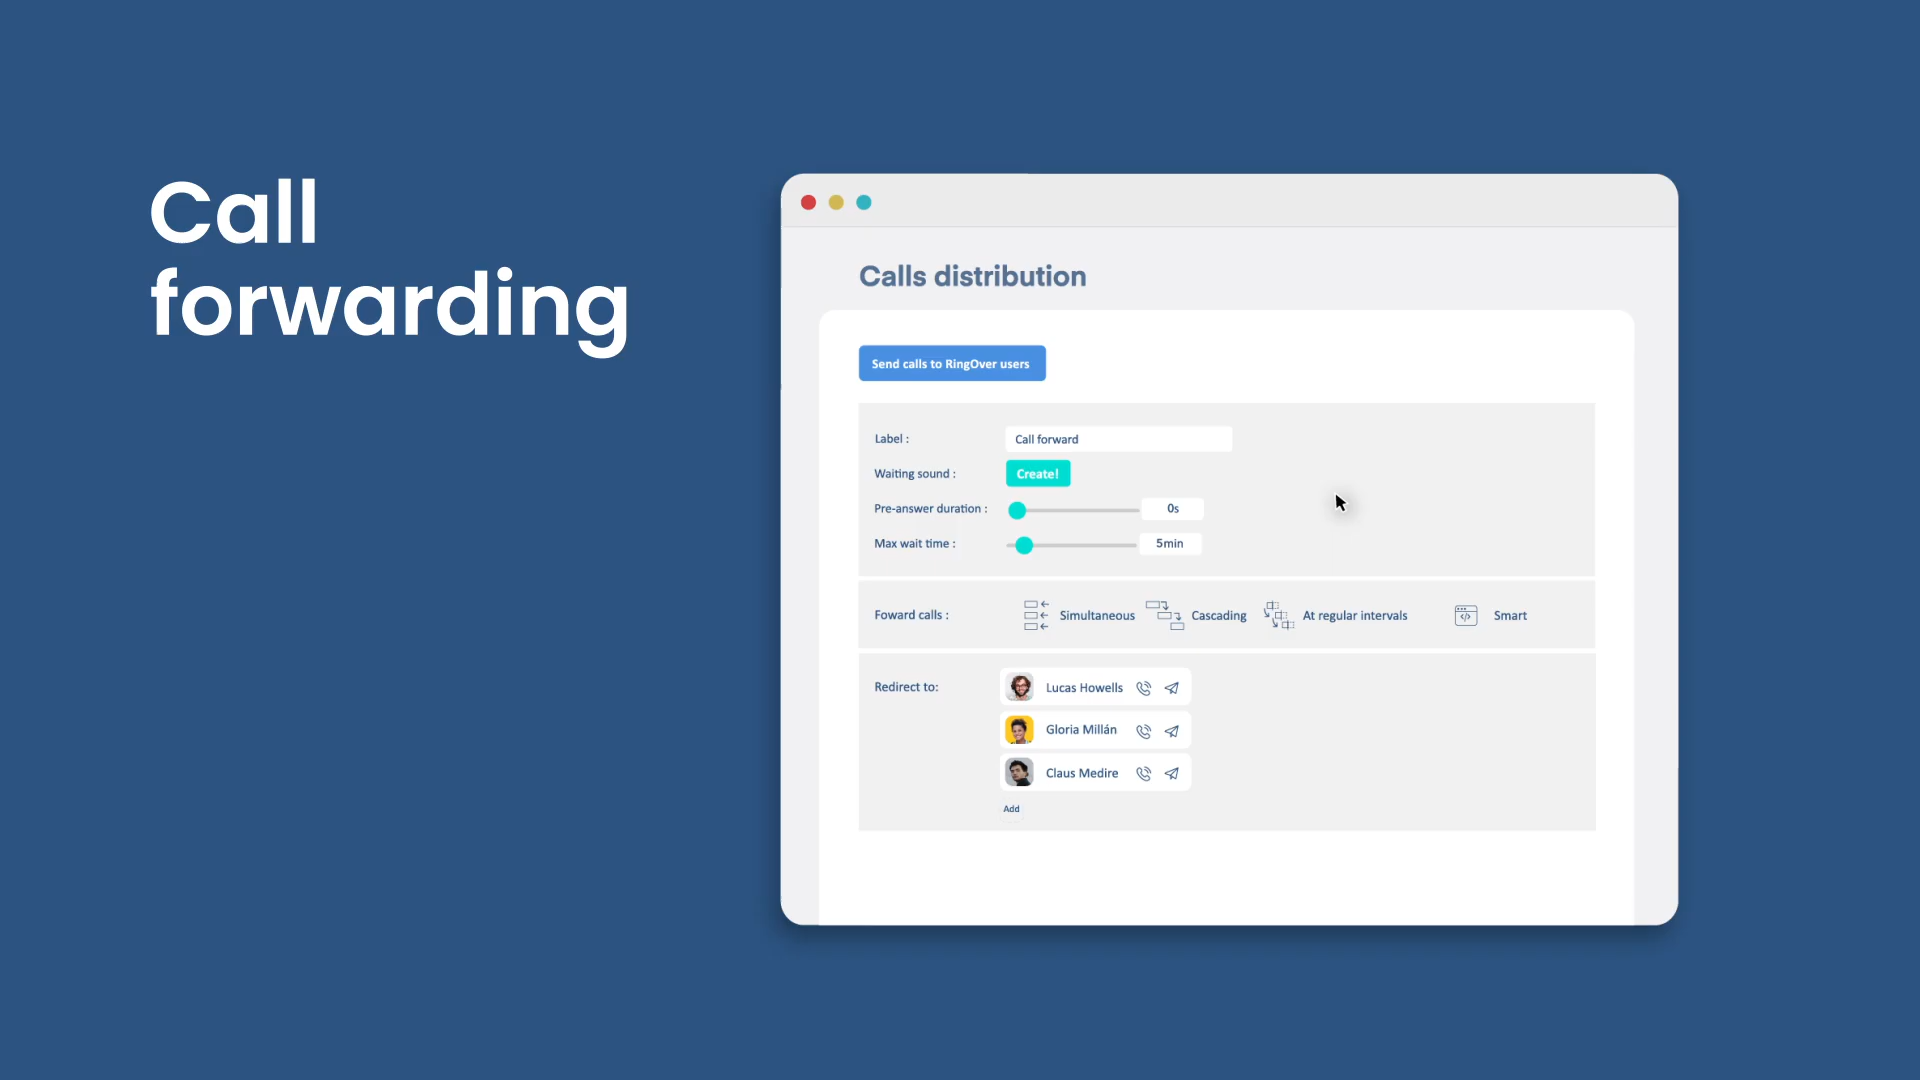 Call
forwarding
Calls distribution
Send calls to RingOver users
Label :
Call forward
Waiting sound :
Create!
Pre-answer duration :
0s
Max wait time :
5min
Foward calls :
Simultaneous
Cascading
At regular intervals
Smart
Redirect to:
Lucas Howells
Gloria Millán
Claus Medire
Add